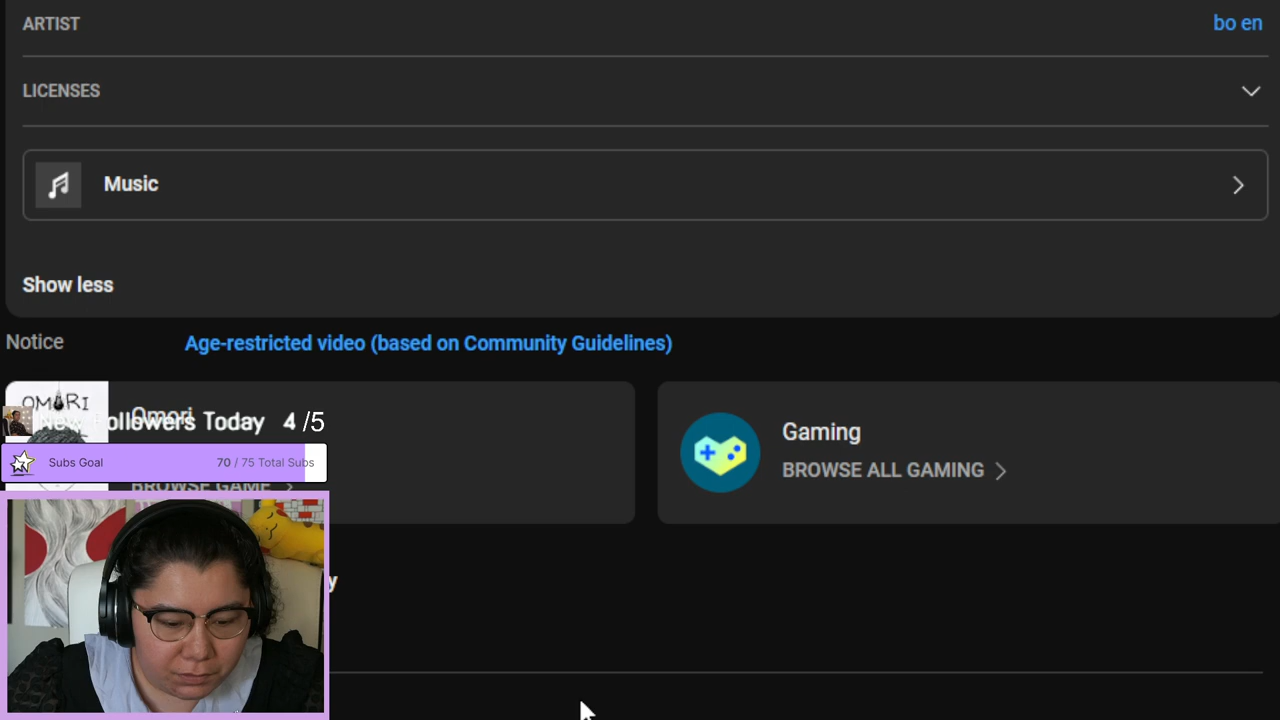 ARTIST
bo en
LICENSES
Music
Show less
Notice
Age-restricted video (based on Community Guidelines)
OMORI
Omori
New Followers Today 4 /5
Subs Goal
70 / 75 Total Subs
BROWSE GAME
Gaming
BROWSE ALL GAMING
y